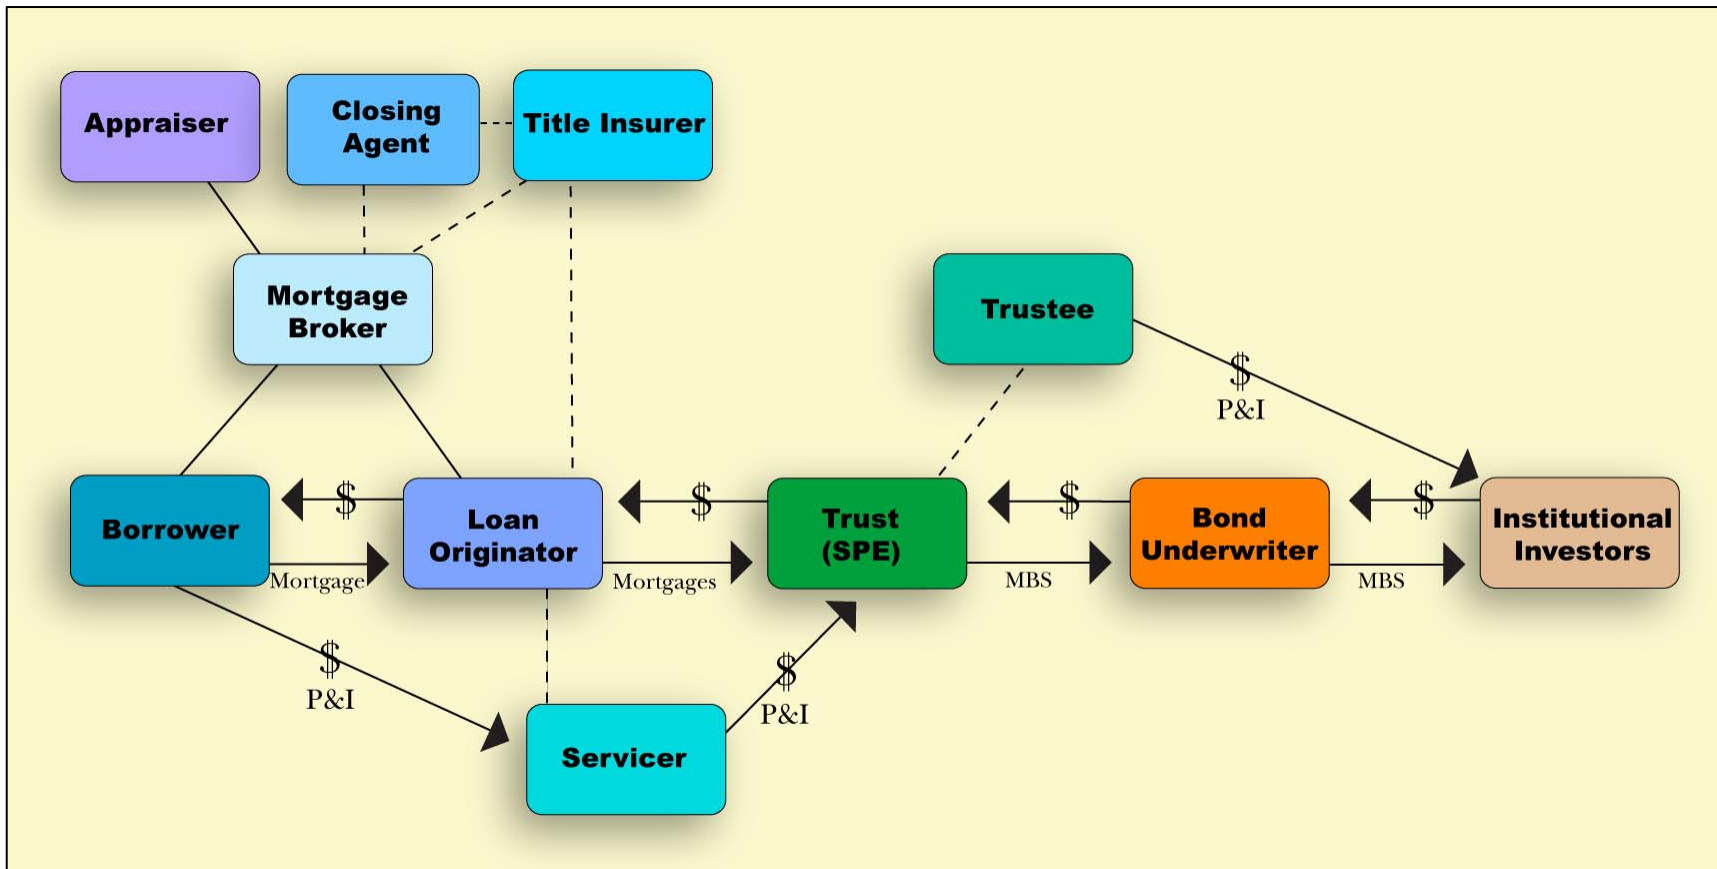 Appraiser
Closing
Agent
Title Insurer
Mortgage
Broker
Trustee
$
P&I
Borrower
$
Mortgage
Loan
Originator
$
Mortgages
Trust
(SPE)
$
MBS
Bond
Underwriter
$
MBS
Institutional
Investors
$
P&I
$
P&I
Servicer